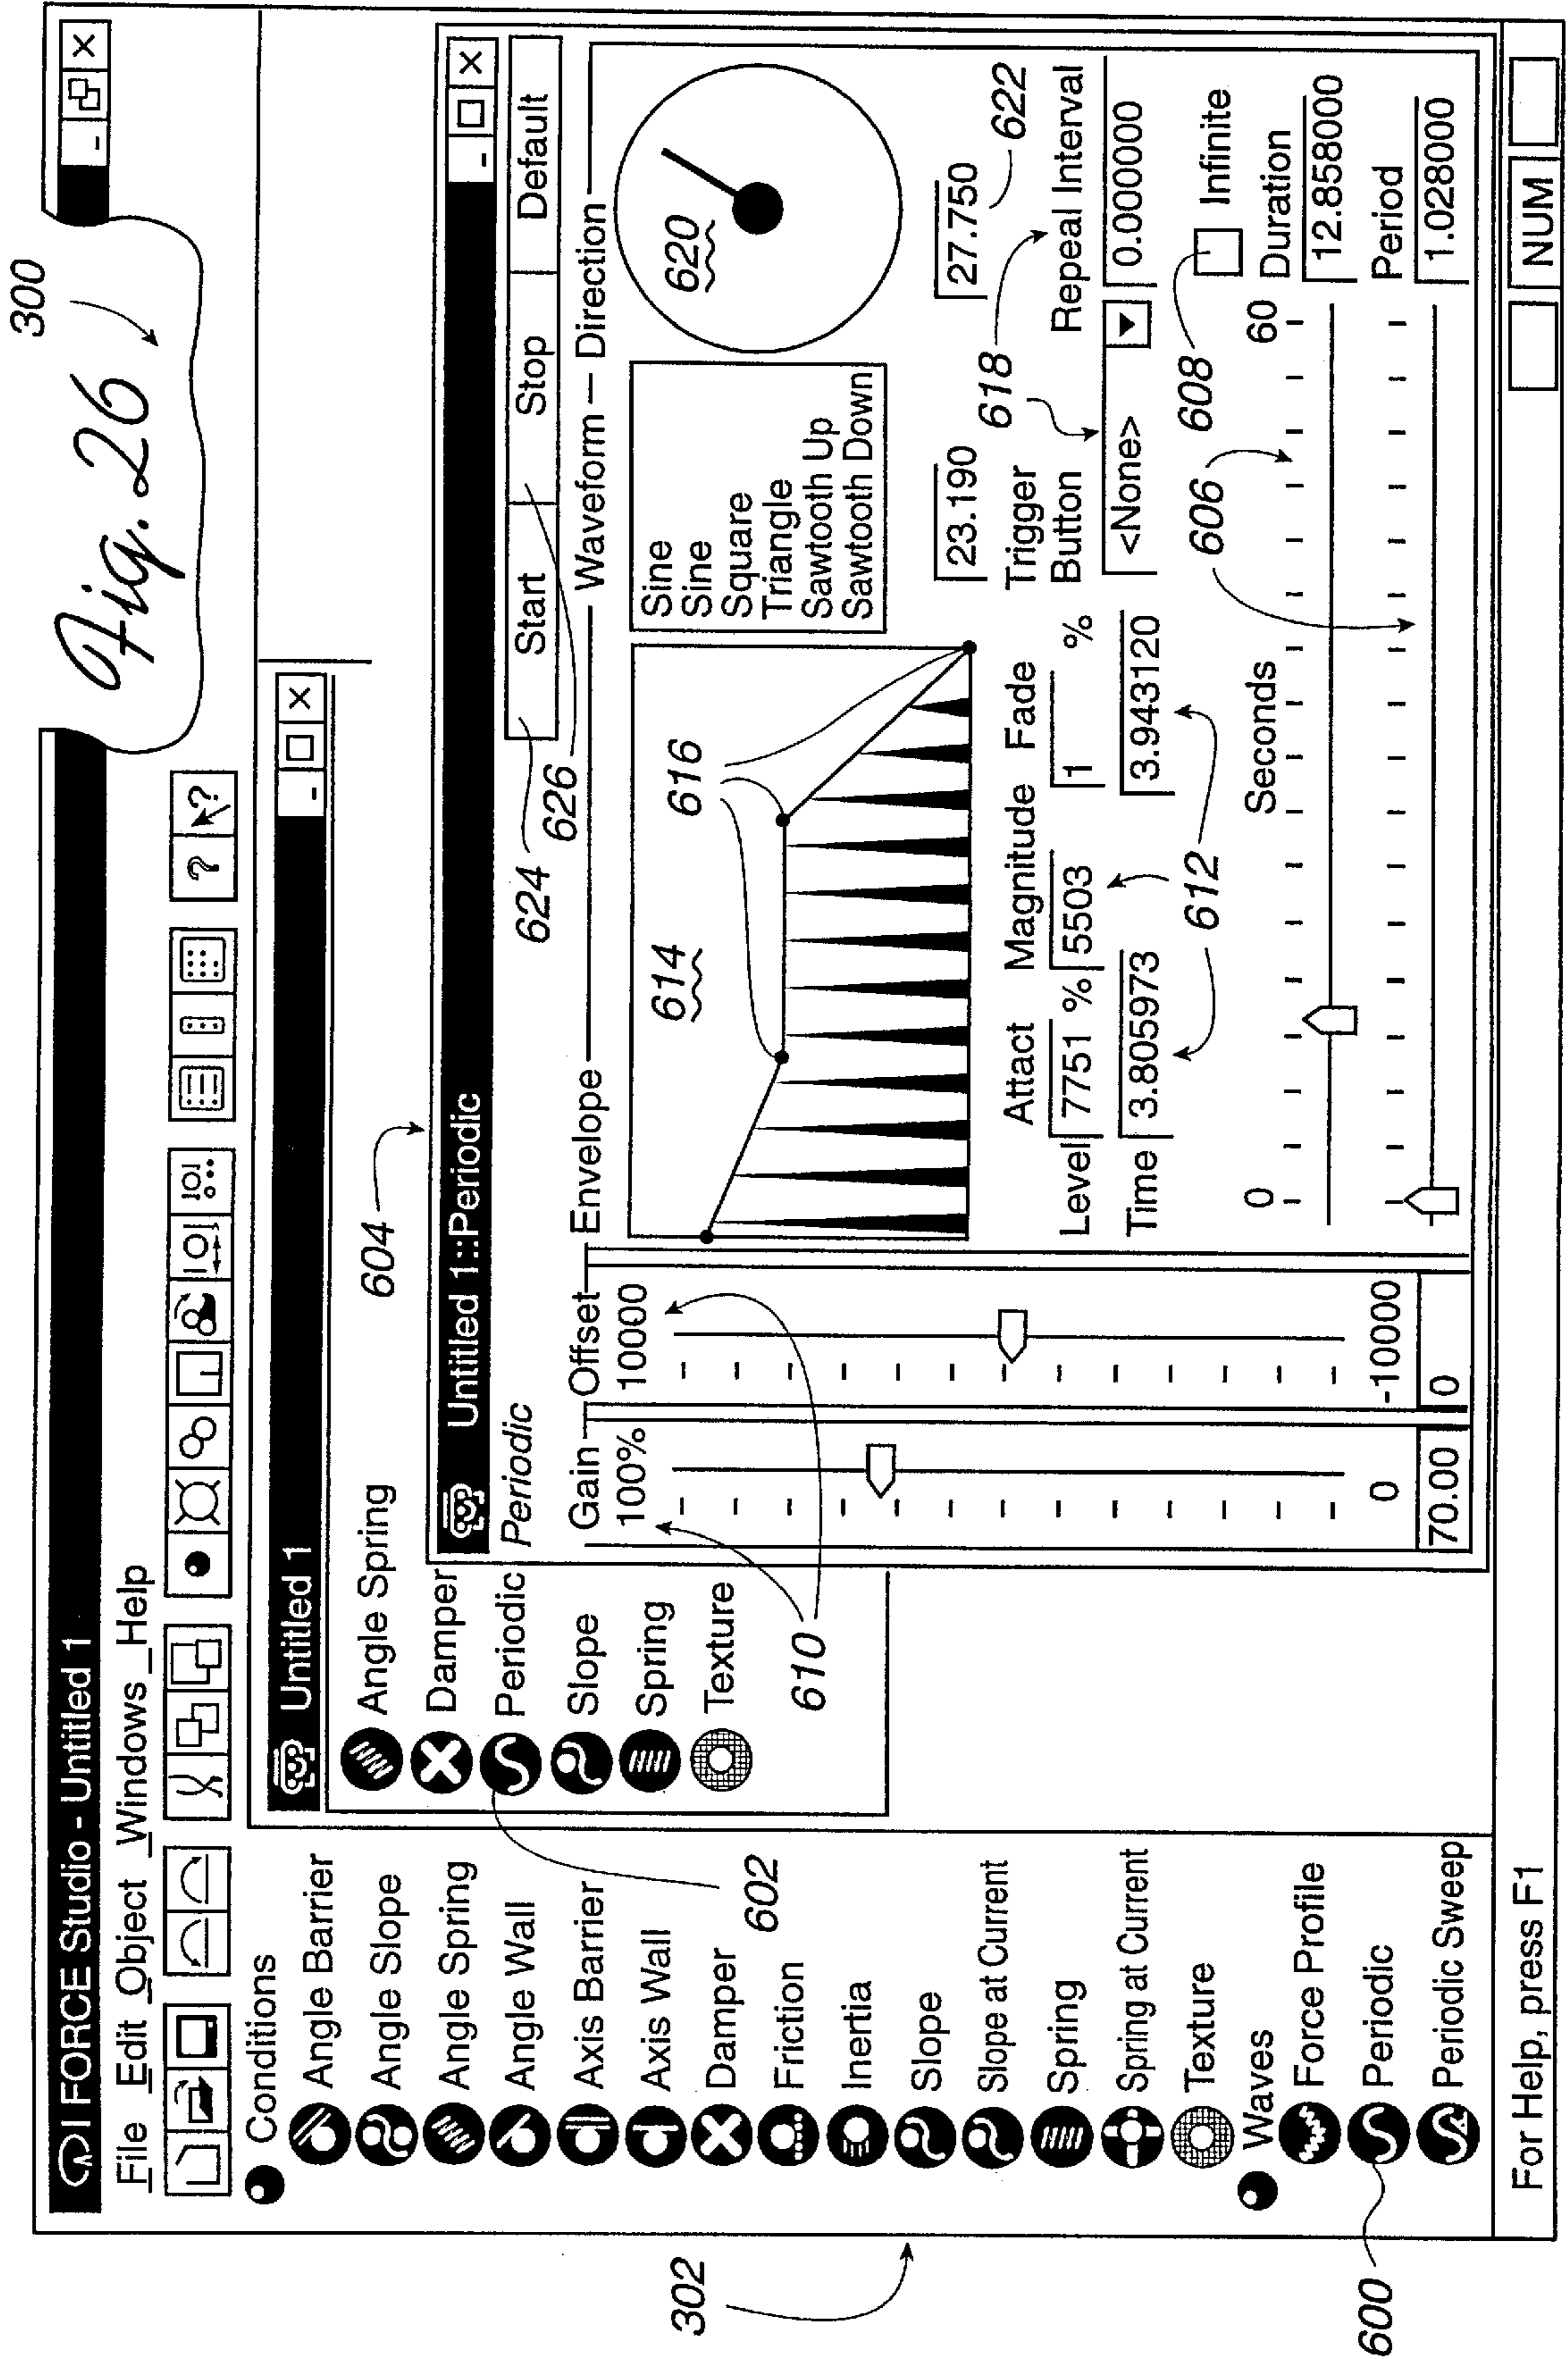 Fig. 26
300
I FORCE Studio - Untitled 1
File Edit Object Windows Help
? ?
Conditions
Angle Barrier
Angle Slope
Angle Spring
Angle Wall
Axis Barrier
Axis Wall
Damper
Friction
Inertia
Slope
Slope at Current
Spring
Spring at Current
Texture
Waves
Force Profile
Periodic
Periodic Sweep
302
600
Untitled 1
Angle Spring
Damper
Periodic
Slope
Spring
Texture
602
604
610
Untitled 1::Periodic
Periodic
624
626
Start Stop Default
Gain Offset Envelope Waveform Direction
100% 10000
0 -10000
70.00 0
614
616
Sine
Sine
Square
Triangle
Sawtooth Up
Sawtooth Down
620
23.190 27.750
622
Attact Magnitude Fade
Level 7751 % 5503 1 %
Time 3.805973 3.943120
612
Trigger
Button
Repeal Interval
618
<None> 0.000000
606
608
Infinite
0 Seconds 60
Duration
12.858000
Period
1.028000
For Help, press F1
NUM